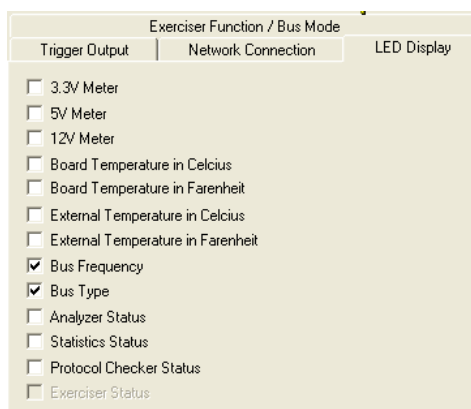 Exerciser Function / Bus Mode
Trigger Output Network Connection LED Display
3.3V Meter
5V Meter
12V Meter
Board Temperature in Celcius
Board Temperature in Farenheit
External Temperature in Celcius
External Temperature in Farenheit
Bus Frequency
Bus Type
Analyzer Status
Statistics Status
Protocol Checker Status
Exerciser Status